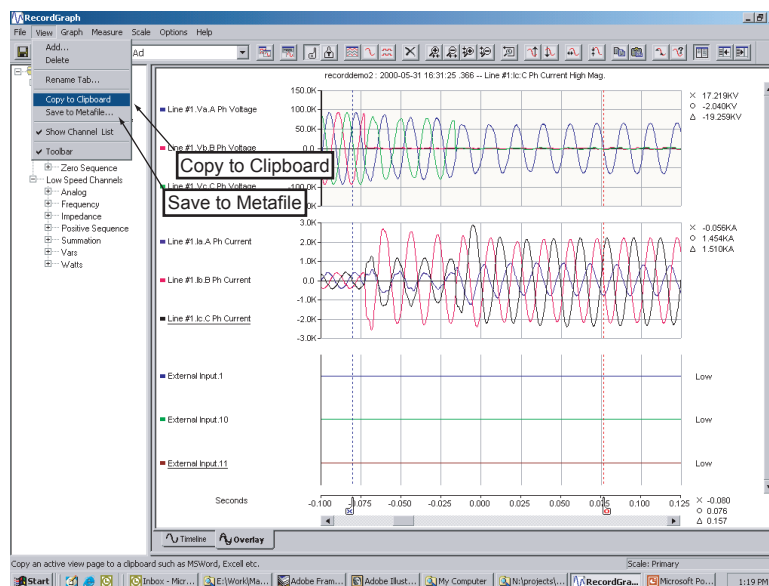 RecordGraph
File View Graph Measure Scale Options Help
Add...
Delete
Rename Tab...
Copy to Clipboard
Save to Metafile...
Show Channel List
Toolbar
Ad
Copy to Clipboard
Save to Metafile
Zero Sequence
Low Speed Channels
Analog
Frequency
Impedance
Positive Sequence
Summation
Vars
Watts
recorddemo2 : 2000-05-31 16:31:25 .366 -- Line #1:Ic:C Ph Current High Mag.
150.0K
100.0K
50.0K
0.0
-100.0K
-150.0K
Line #1.Va.A Ph Voltage
Line #1.Vb.B Ph Voltage
Line #1.Vc.C Ph Voltage
× 17.219KV
O -2.040KV
Δ -19.259KV
3.0K
2.0K
1.0K
0.0
-1.0K
-2.0K
-3.0K
Line #1.Ia.A Ph Current
Line #1.Ib.B Ph Current
Line #1.Ic.C Ph Current
× -0.056KA
O 1.454KA
Δ 1.510KA
External Input.1
Low
External Input.10
Low
External Input.11
Low
Seconds
-0.100 -0.075 -0.050 -0.025 0.000 0.025 0.050 0.075 0.100 0.125
× -0.080
O 0.076
Δ 0.157
Timeline Overlay
Copy an active view page to a clipboard such as MSWord, Excell etc.
Scale: Primary
Start
Inbox - Micr...
E:\Work\Ma...
Adobe Fram...
Adobe Illust...
My Computer
N:\projects\...
RecordGra...
Microsoft Po...
1:19 PM